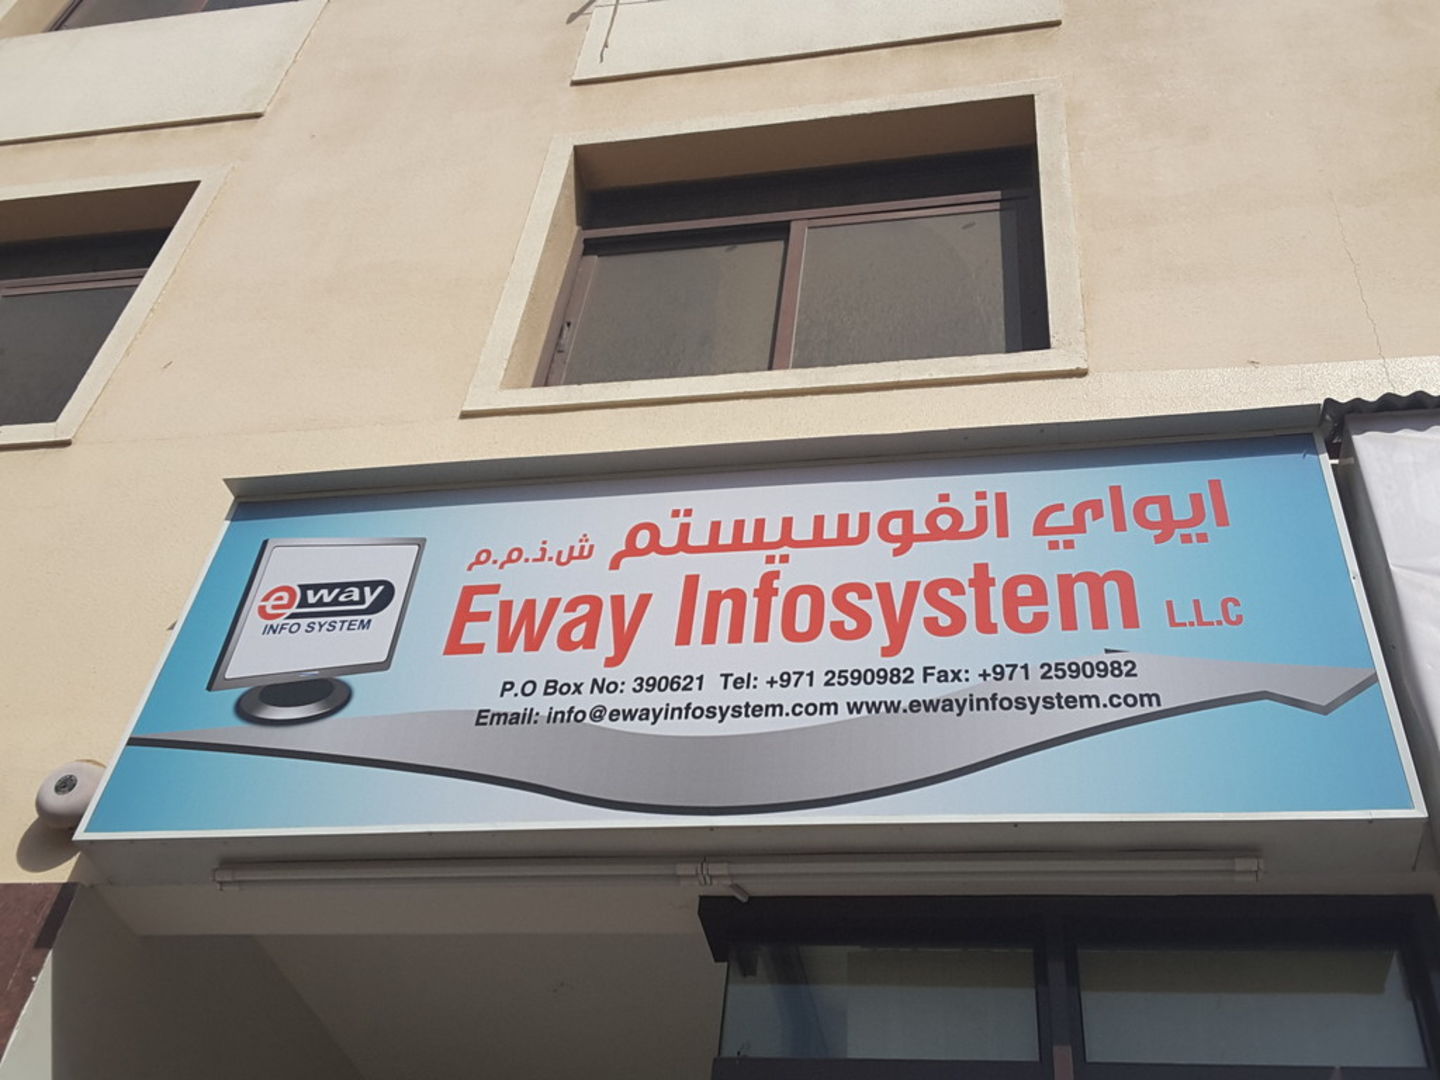 ايواي انفوسيستم ش.ذ.م.م
Eway Infosystem L.L.C
P.O Box No: 390621 Tel: +971 2590982 Fax: +971 2590982
Email: info@ewayinfosystem.com www.ewayinfosystem.com
eway
INFO SYSTEM